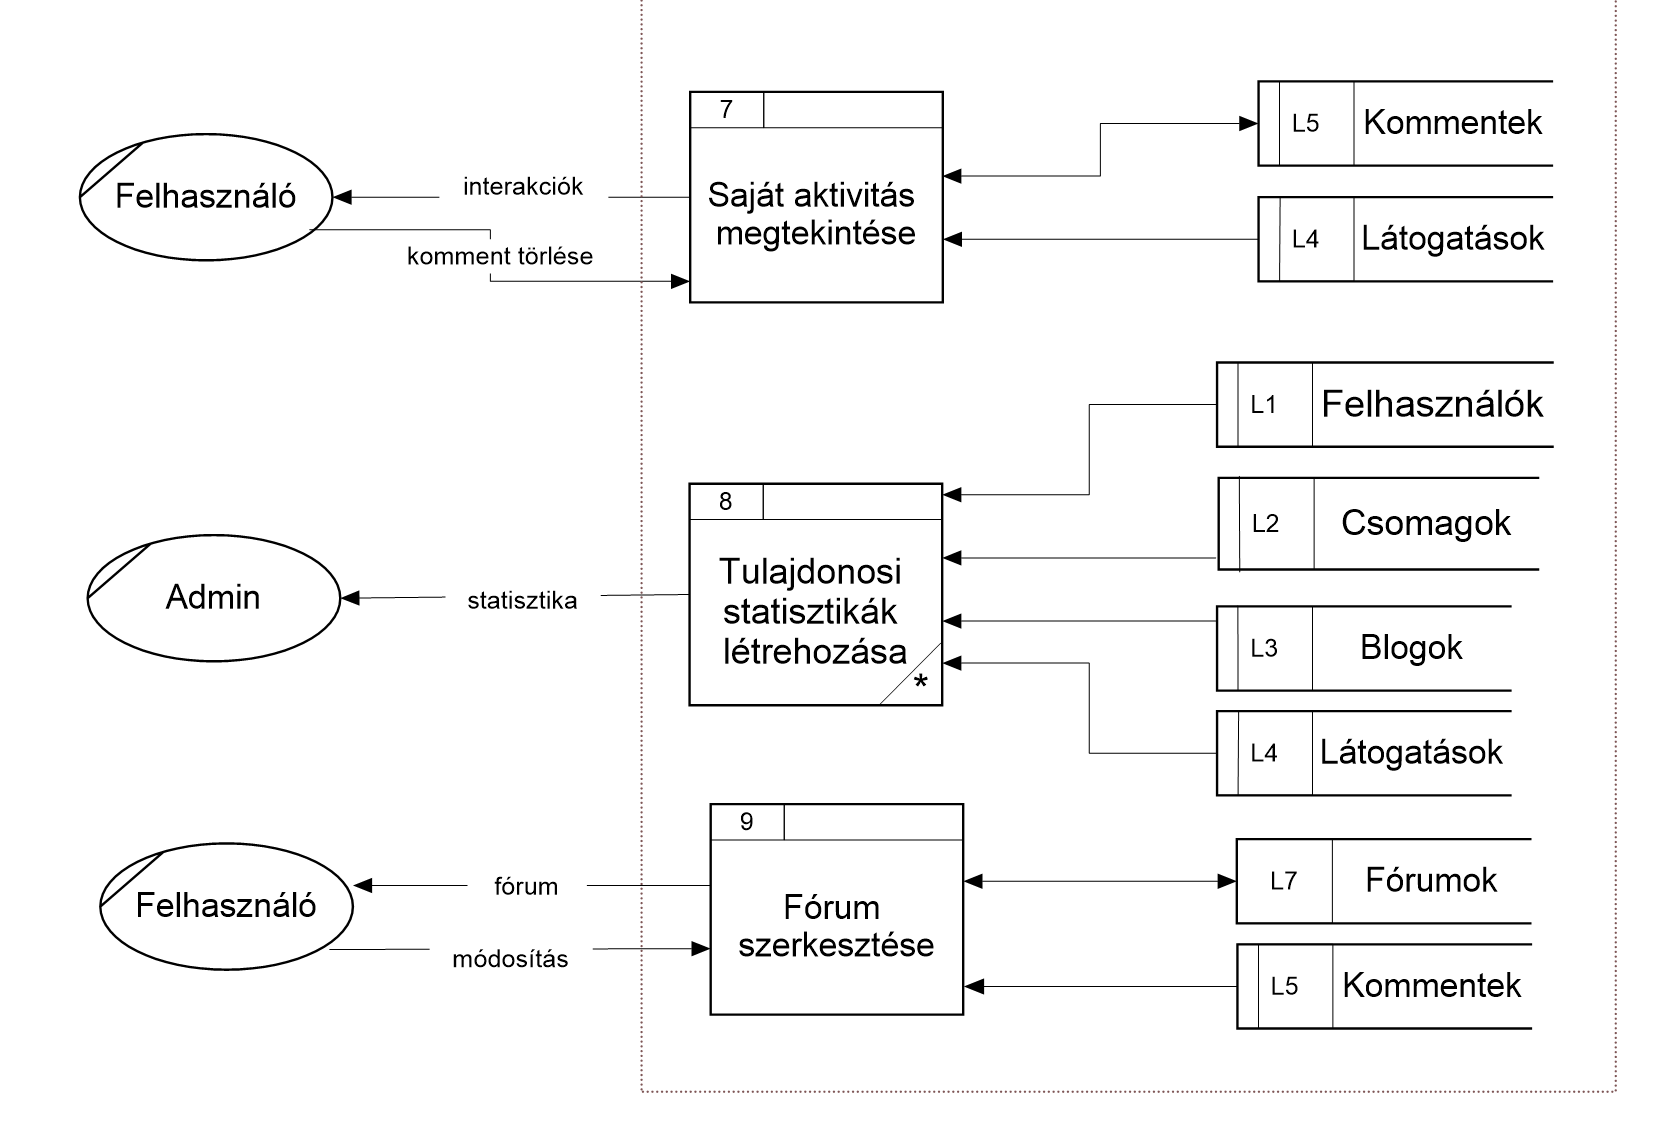 7
Saját aktivitás
megtekintése
Felhasználó
interakciók
komment törlése
L5 Kommentek
L4 Látogatások
8
Tulajdonosi
statisztikák
létrehozása
*
Admin
statisztika
L1 Felhasználók
L2 Csomagok
L3 Blogok
L4 Látogatások
9
Fórum
szerkesztése
Felhasználó
fórum
módosítás
L7 Fórumok
L5 Kommentek